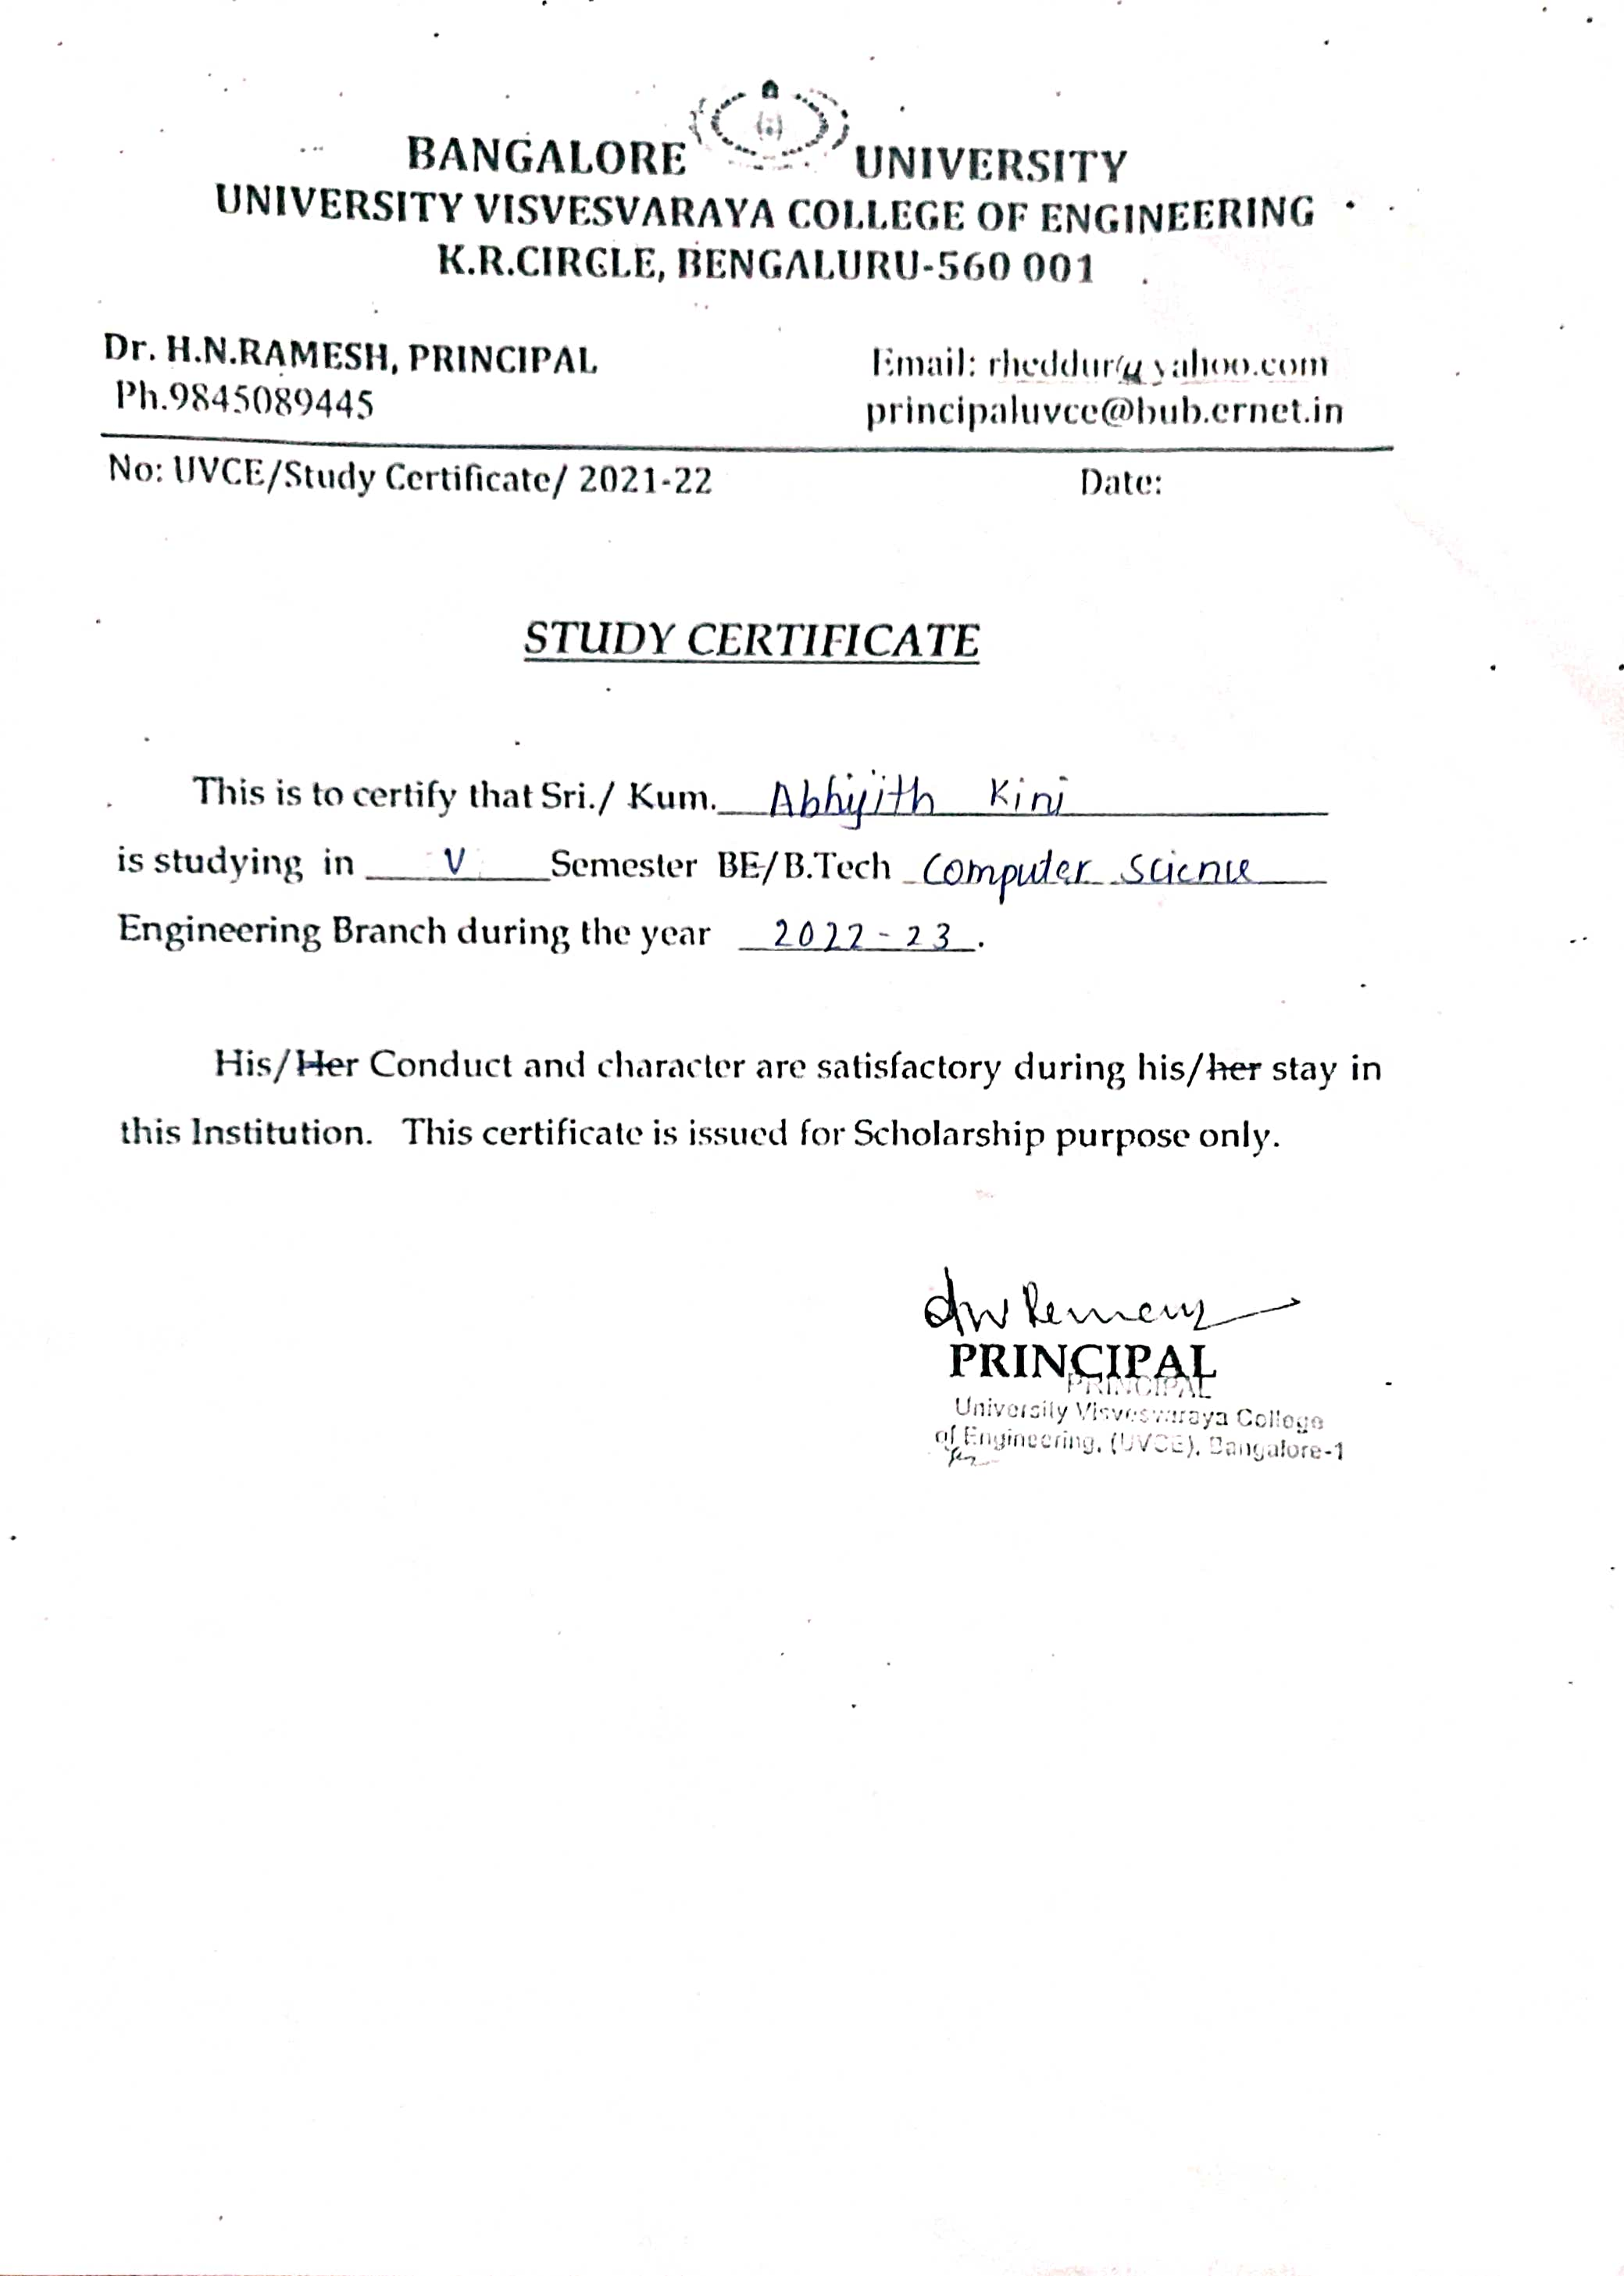 BANGALORE UNIVERSITY
UNIVERSITY VISVESVARAYA COLLEGE OF ENGINEERING
K.R.CIRCLE, BENGALURU-560 001
Dr. H.N.RAMESH, PRINCIPAL Email: rheddur@yahoo.com
Ph.9845089445 principaluvce@bub.ernet.in
No: UVCE/Study Certificate/ 2021-22 Date:
STUDY CERTIFICATE
This is to certify that Sri./ Kum. Abhijith Kini
is studying in V Semester BE/B.Tech Computer Science
Engineering Branch during the year 2022-23.
His/Her Conduct and character are satisfactory during his/her stay in
this Institution. This certificate is issued for Scholarship purpose only.
PRINCIPAL
PRINCIPAL
University Visvesvaraya College
of Engineering, (UVCE), Bangalore-1